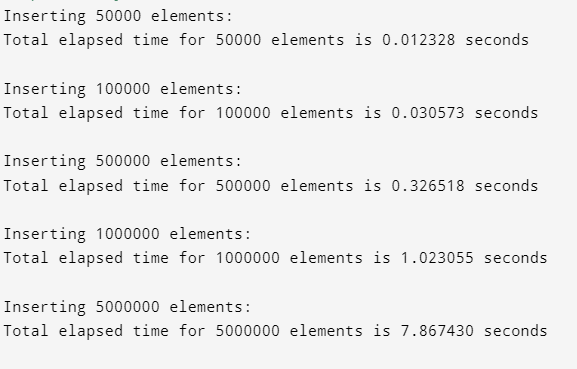 Inserting 50000 elements:
Total elapsed time for 50000 elements is 0.012328 seconds
Inserting 100000 elements:
Total elapsed time for 100000 elements is 0.030573 seconds
Inserting 500000 elements:
Total elapsed time for 500000 elements is 0.326518 seconds
Inserting 1000000 elements:
Total elapsed time for 1000000 elements is 1.023055 seconds
Inserting 5000000 elements:
Total elapsed time for 5000000 elements is 7.867430 seconds